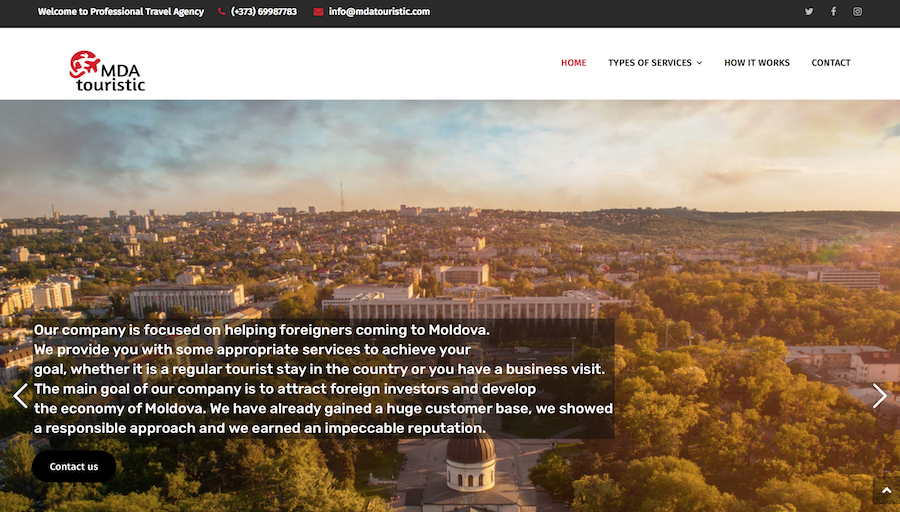 Welcome to Professional Travel Agency (+373) 69987783 info@mdatouristic.com
MDA
touristic
HOME TYPES OF SERVICES HOW IT WORKS CONTACT
Our company is focused on helping foreigners coming to Moldova.
We provide you with some appropriate services to achieve your
goal, whether it is a regular tourist stay in the country or you have a business visit.
The main goal of our company is to attract foreign investors and develop
the economy of Moldova. We have already gained a huge customer base, we showed
a responsible approach and we earned an impeccable reputation.
Contact us